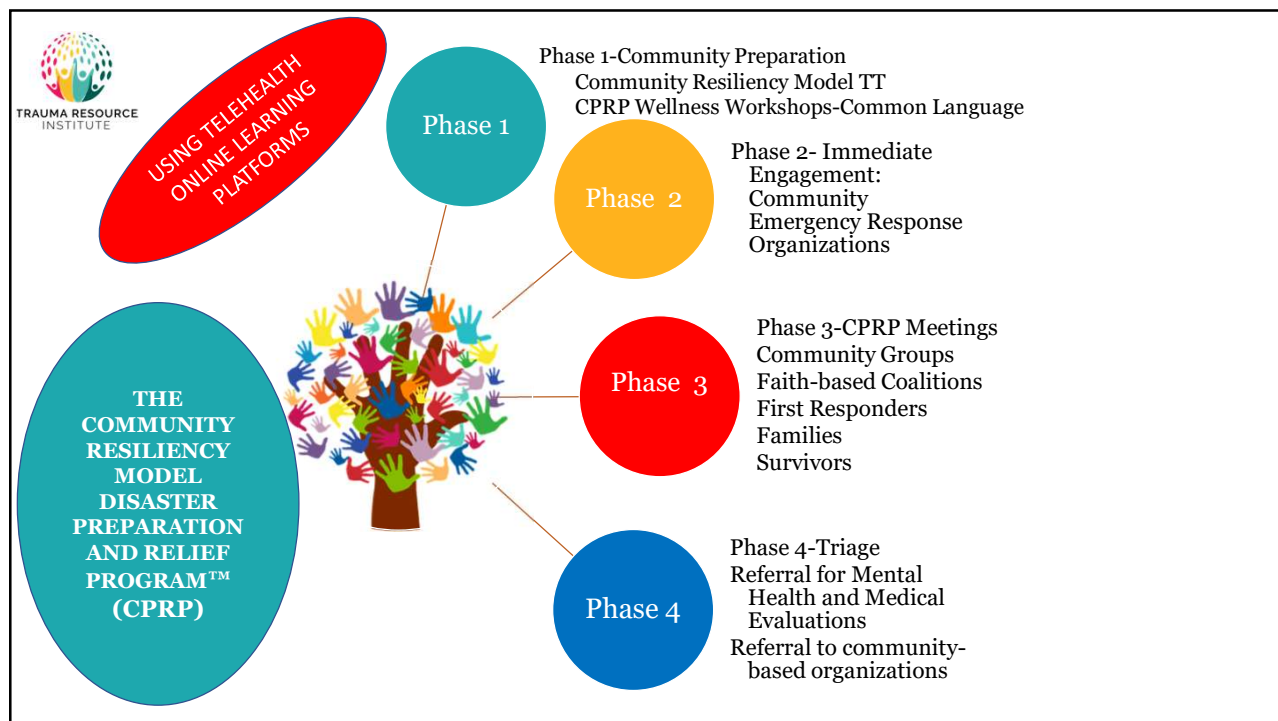 TRAUMA RESOURCE
INSTITUTE
USING TELEHEALTH
ONLINE LEARNING
PLATFORMS
THE
COMMUNITY
RESILIENCY
MODEL
DISASTER
PREPARATION
AND RELIEF
PROGRAM™
(CPRP)
Phase 1
Phase 1-Community Preparation
Community Resiliency Model TT
CPRP Wellness Workshops-Common Language
Phase 2
Phase 2- Immediate
Engagement:
Community
Emergency Response
Organizations
Phase 3
Phase 3-CPRP Meetings
Community Groups
Faith-based Coalitions
First Responders
Families
Survivors
Phase 4
Phase 4-Triage
Referral for Mental
Health and Medical
Evaluations
Referral to community-
based organizations